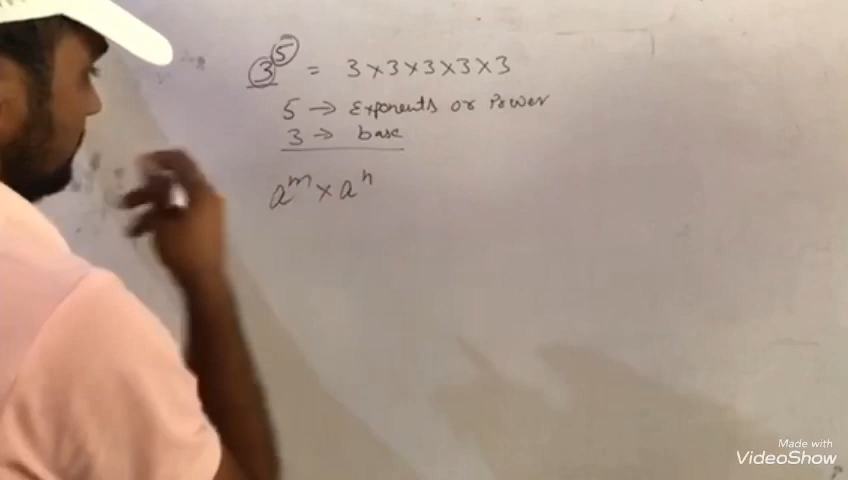 3⁵ = 3×3×3×3×3
5 → Exponents or Power
3 → base
aᵐ × aⁿ
Made with
VideoShow